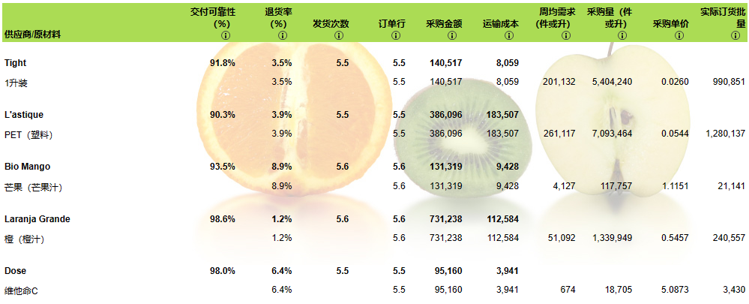 供应商/原材料 交付可靠性（%） 退货率（%） 发货次数 订单行 采购金额 运输成本 周均需求（件或升） 采购量（件或升） 采购单价 实际订货批量
Tight 91.8% 3.5% 5.5 5.5 140,517 8,059
1升装 3.5% 5.5 140,517 8,059 201,132 5,404,240 0.0260 990,851
L'astique 90.3% 3.9% 5.5 5.5 386,096 183,507
PET（塑料） 3.9% 5.5 386,096 183,507 261,117 7,093,464 0.0544 1,280,137
Bio Mango 93.5% 8.9% 5.6 5.6 131,319 9,428
芒果（芒果汁） 8.9% 5.6 131,319 9,428 4,127 117,757 1.1151 21,141
Laranja Grande 98.6% 1.2% 5.6 5.6 731,238 112,584
橙（橙汁） 1.2% 5.6 731,238 112,584 51,092 1,339,949 0.5457 240,557
Dose 98.0% 6.4% 5.5 5.5 95,160 3,941
维他命C 6.4% 5.5 95,160 3,941 674 18,705 5.0873 3,430